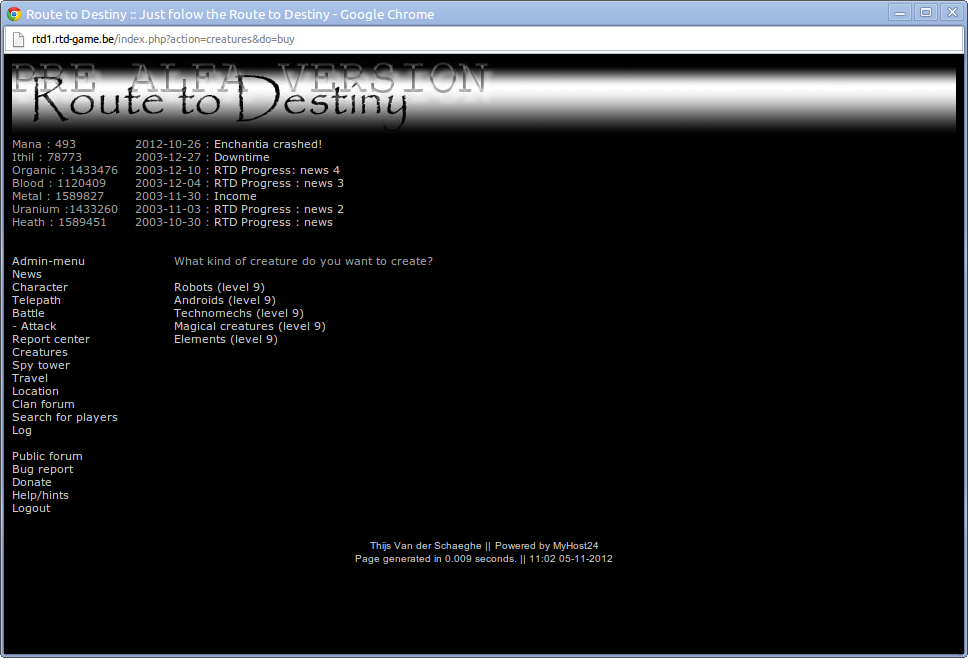 Route to Destiny :: Just folow the Route to Destiny - Google Chrome
rtd1.rtd-game.be/index.php?action=creatures&do=buy
PRE ALFA VERSION
Route to Destiny
Mana : 493
Ithil : 78773
Organic : 1433476
Blood : 1120409
Metal : 1589827
Uranium :1433260
Heath : 1589451
2012-10-26 : Enchantia crashed!
2003-12-27 : Downtime
2003-12-10 : RTD Progress: news 4
2003-12-04 : RTD Progress : news 3
2003-11-30 : Income
2003-11-03 : RTD Progress : news 2
2003-10-30 : RTD Progress : news
Admin-menu
News
Character
Telepath
Battle
- Attack
Report center
Creatures
Spy tower
Travel
Location
Clan forum
Search for players
Log
Public forum
Bug report
Donate
Help/hints
Logout
What kind of creature do you want to create?
Robots (level 9)
Androids (level 9)
Technomechs (level 9)
Magical creatures (level 9)
Elements (level 9)
Thijs Van der Schaeghe || Powered by MyHost24
Page generated in 0.009 seconds. || 11:02 05-11-2012